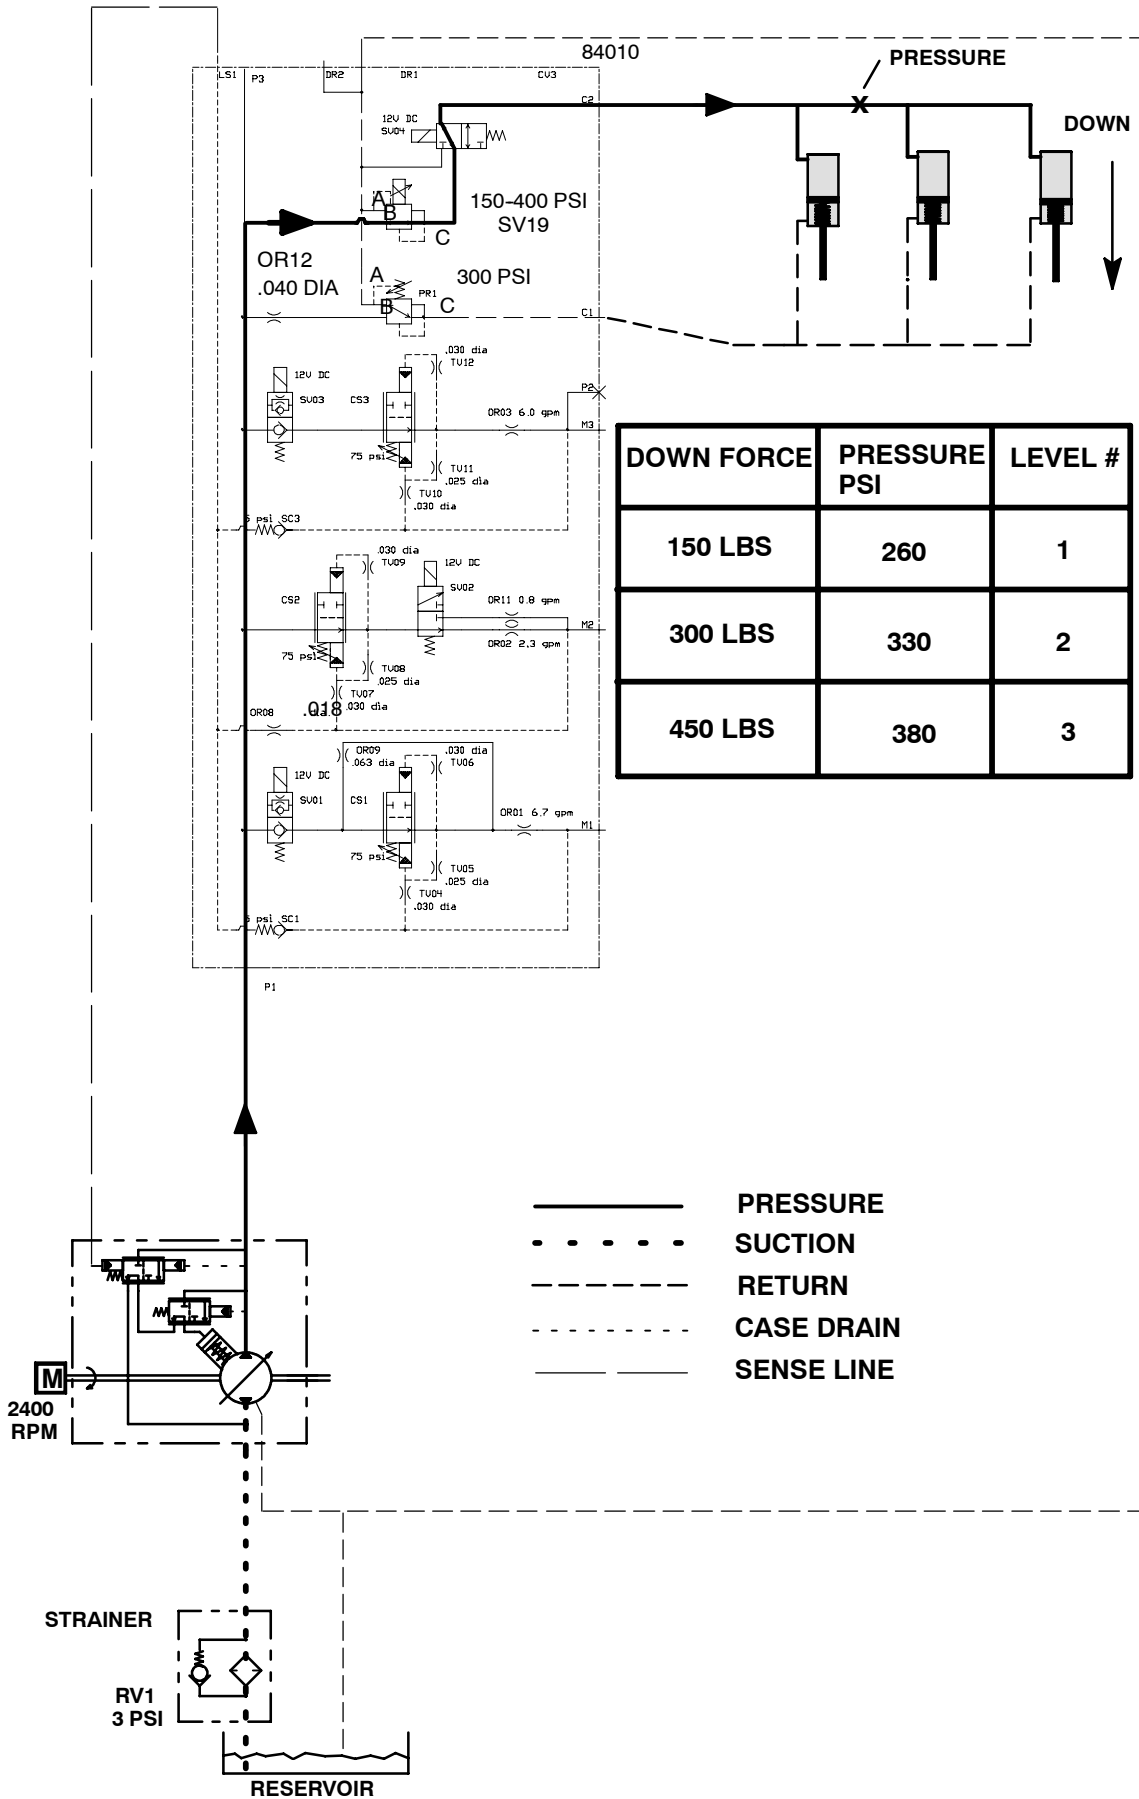 84010
PRESSURE
LS1
P3
DR2
DR1
CV3
C2
12V DC
SV04
DOWN
A
B
C
150-400 PSI
SV19
OR12
.040 DIA
A
300 PSI
B
PR1
C
C1
.030 dia
TV12
12V DC
SV03
CS3
P2
OR03 6.0 gpm
M3
75 psi
TV11
.025 dia
TV10
.030 dia
5 psi SC3
DOWN FORCE PRESSURE PSI LEVEL #
150 LBS 260 1
300 LBS 330 2
450 LBS 380 3
.030 dia
TV09
12V DC
SV02
CS2
OR11 0.8 gpm
M2
OR02 2.3 gpm
75 psi
TV08
.025 dia
TV07
.030 dia
.018
OR08
dia.
OR09
.063 dia
.030 dia
TV06
12V DC
SV01
CS1
OR01 6.7 gpm
M1
75 psi
TV05
.025 dia
TV04
.030 dia
5 psi SC1
P1
PRESSURE
SUCTION
RETURN
CASE DRAIN
SENSE LINE
M
2400
RPM
STRAINER
RV1
3 PSI
RESERVOIR